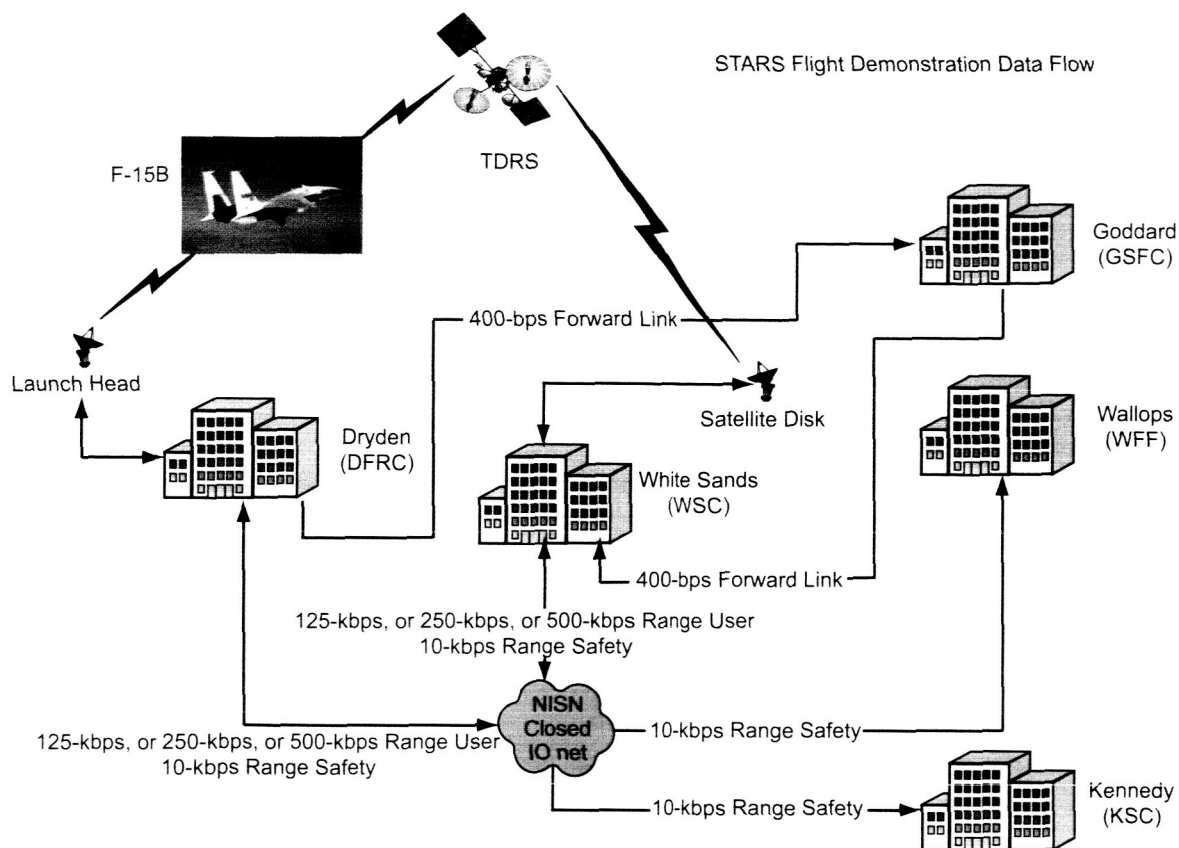 STARS Flight Demonstration Data Flow
F-15B
TDRS
Goddard
(GSFC)
400-bps Forward Link
Launch Head
Satellite Disk
Wallops
(WFF)
Dryden
(DFRC)
White Sands
(WSC)
400-bps Forward Link
125-kbps, or 250-kbps, or 500-kbps Range User
10-kbps Range Safety
NISN
Closed
IO net
10-kbps Range Safety
125-kbps, or 250-kbps, or 500-kbps Range User
10-kbps Range Safety
10-kbps Range Safety
Kennedy
(KSC)